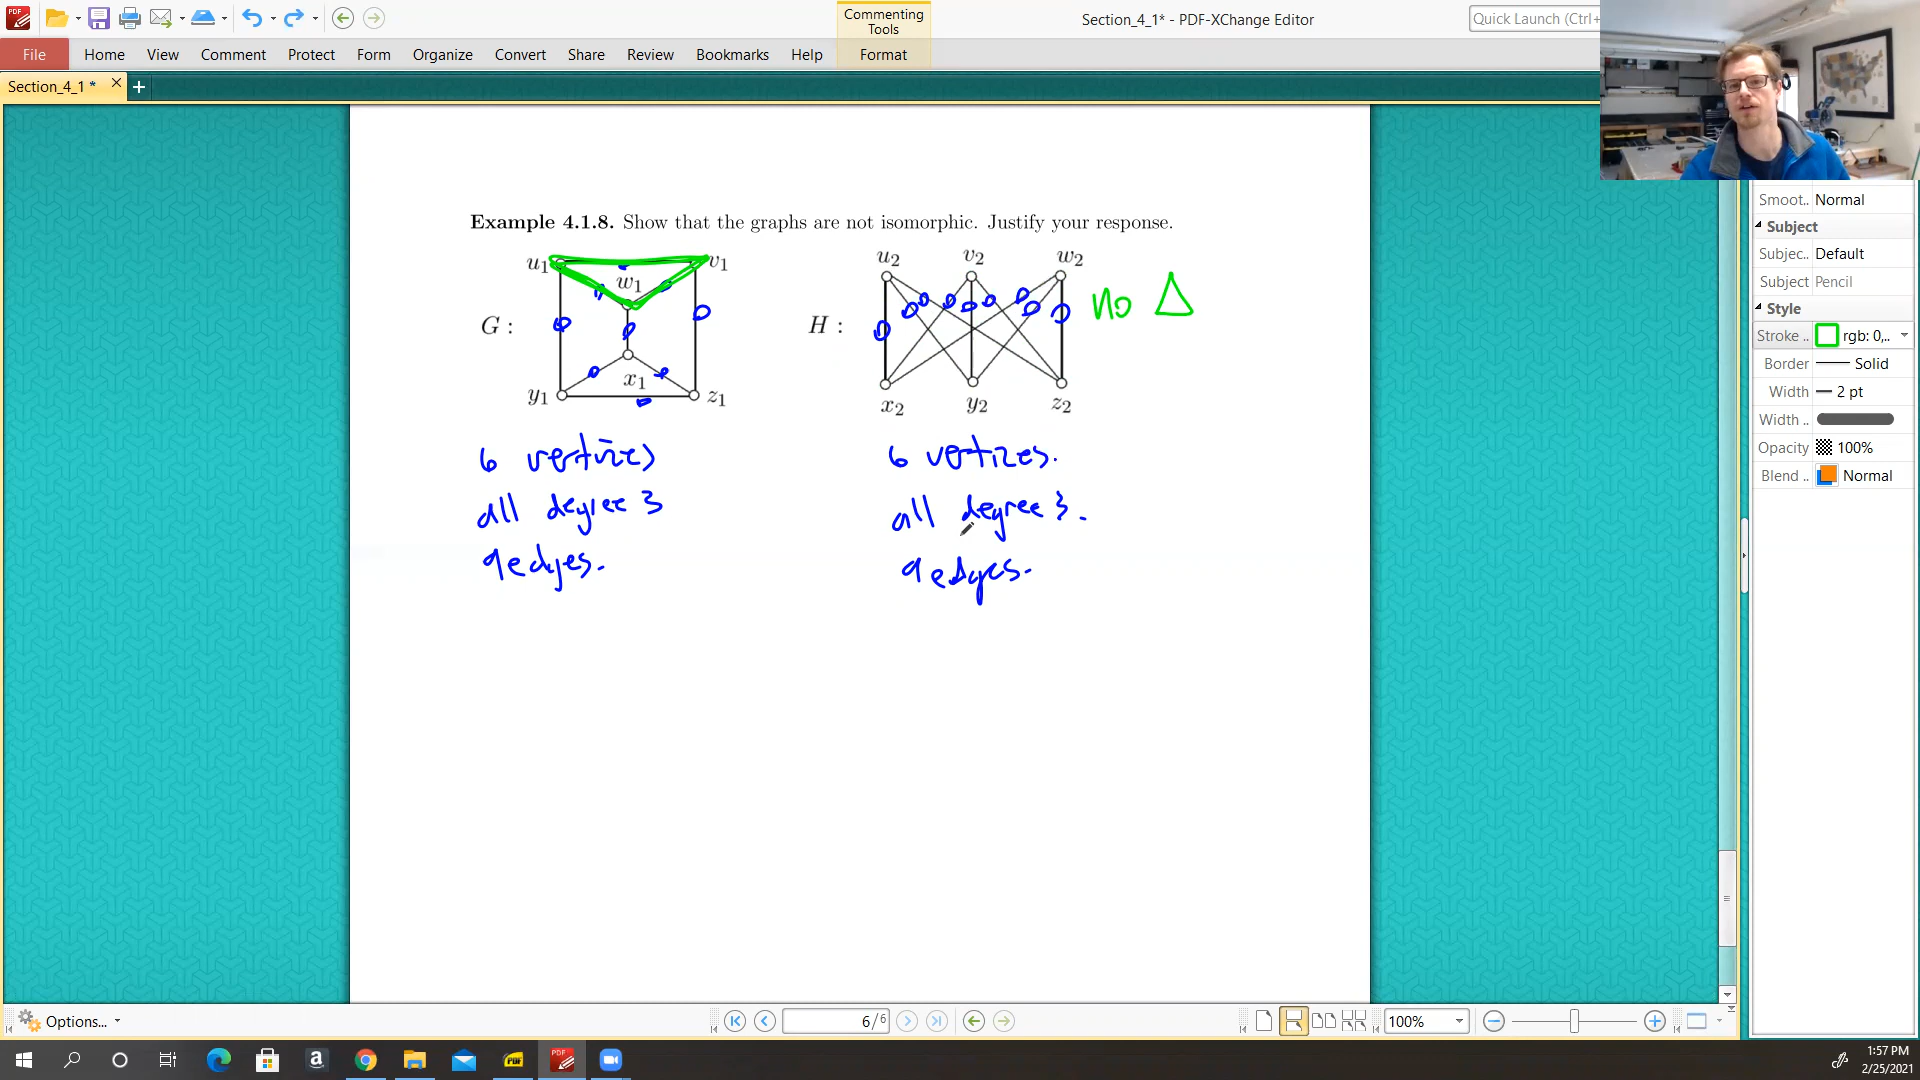 Commenting Tools
Section_4_1* - PDF-XChange Editor
Quick Launch (Ctrl+
File Home View Comment Protect Form Organize Convert Share Review Bookmarks Help Format
Section_4_1 *
Example 4.1.8. Show that the graphs are not isomorphic. Justify your response.
u1 v1 u2 v2 w2
w1
No Δ
G : H :
x1
y1 z1 x2 y2 z2
6 vertices 6 vertices.
all degree 3 all degree 3.
9 edges. 9 edges.
Smoot.. Normal
Subject
Subjec.. Default
Subject Pencil
Style
Stroke .. rgb: 0,..
Border Solid
Width 2 pt
Width ..
Opacity 100%
Blend .. Normal
Options...
6/6
100%
1:57 PM
2/25/2021